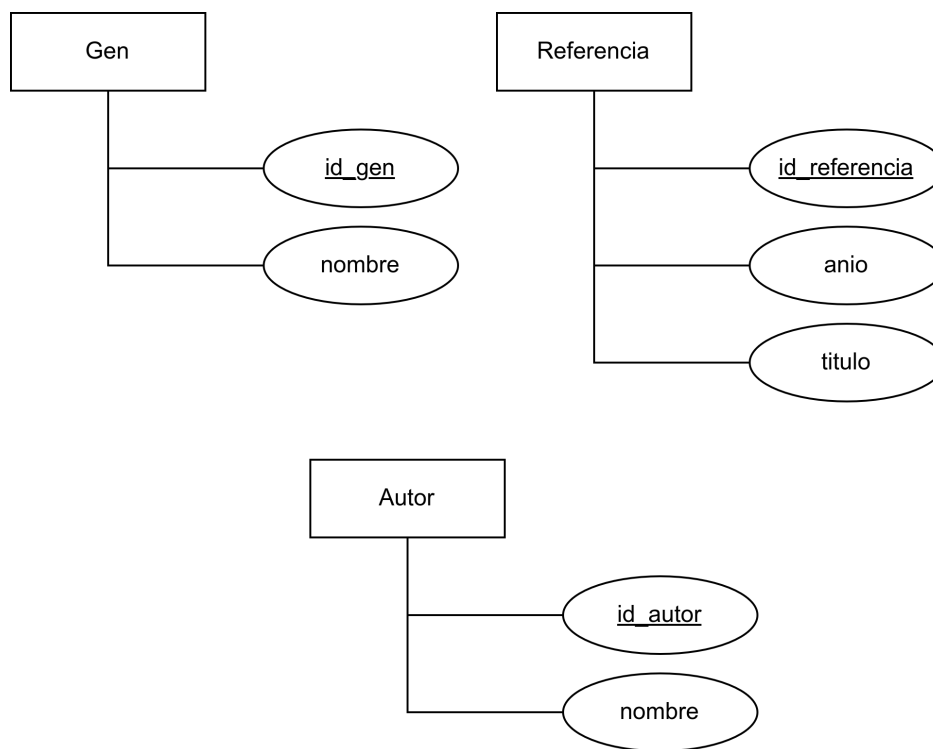 Gen
id_gen
nombre
Referencia
id_referencia
anio
titulo
Autor
id_autor
nombre